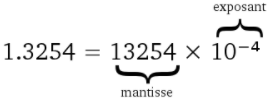 exposant
1.3254 = 13254 × 10⁻⁴
mantisse